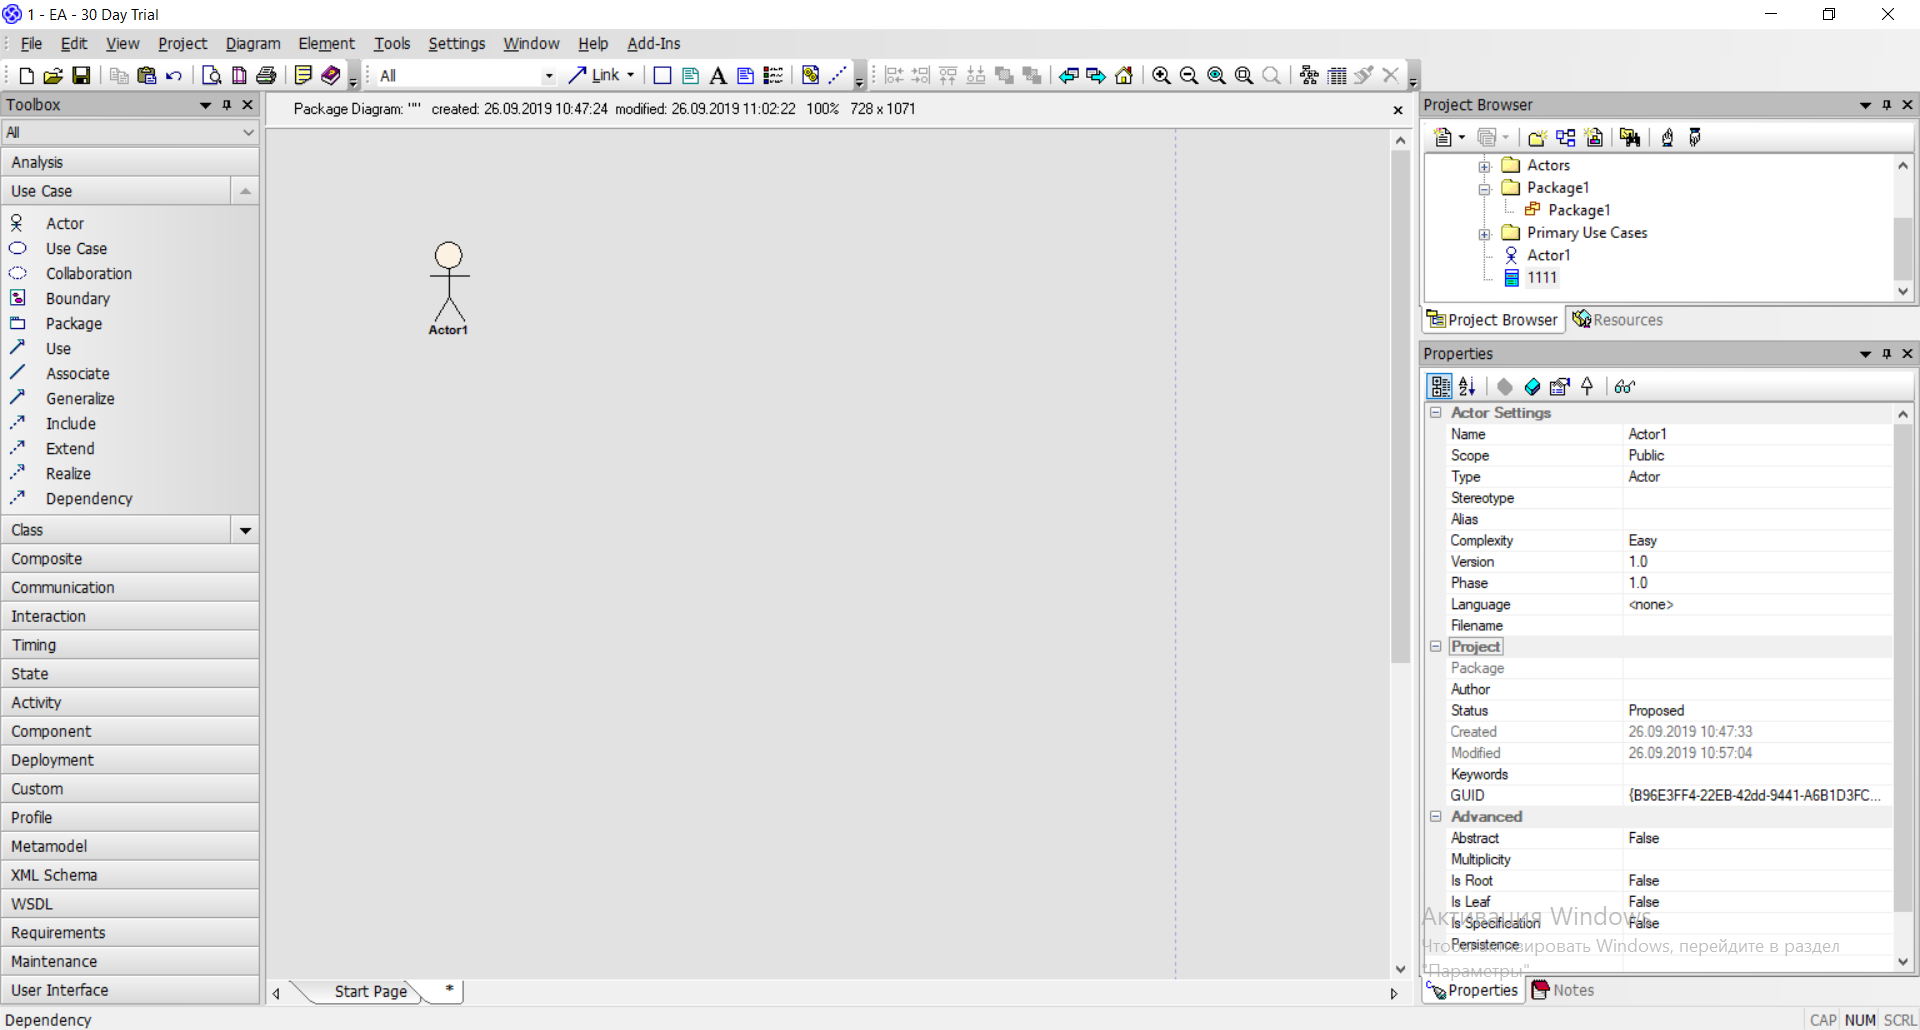 1 - EA - 30 Day Trial
File Edit View Project Diagram Element Tools Settings Window Help Add-Ins
All Link A
Toolbox
All
Analysis
Use Case
Actor
Use Case
Collaboration
Boundary
Package
Use
Associate
Generalize
Include
Extend
Realize
Dependency
Class
Composite
Communication
Interaction
Timing
State
Activity
Component
Deployment
Custom
Profile
Metamodel
XML Schema
WSDL
Requirements
Maintenance
User Interface
Package Diagram: "" created: 26.09.2019 10:47:24 modified: 26.09.2019 11:02:22 100% 728 x 1071
Actor1
Start Page *
Project Browser
Actors
Package1
Package1
Primary Use Cases
Actor1
1111
Project Browser Resources
Properties
Actor Settings
Name Actor1
Scope Public
Type Actor
Stereotype
Alias
Complexity Easy
Version 1.0
Phase 1.0
Language <none>
Filename
Project
Package
Author
Status Proposed
Created 26.09.2019 10:47:33
Modified 26.09.2019 10:57:04
Keywords
GUID {B96E3FF4-22EB-42dd-9441-A6B1D3FC...
Advanced
Abstract False
Multiplicity
Is Root False
Is Leaf False
Активация Windows
Is Specification False
Persistence
Чтобы активировать Windows, перейдите в раздел
"Параметры"
Properties Notes
Dependency CAP NUM SCRL